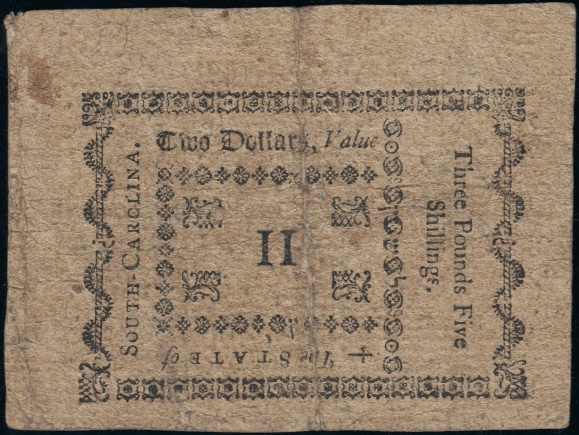 The STATE of
SOUTH-CAROLINA.
Two Dollars, Value
Three Pounds Five
Shillings.
II